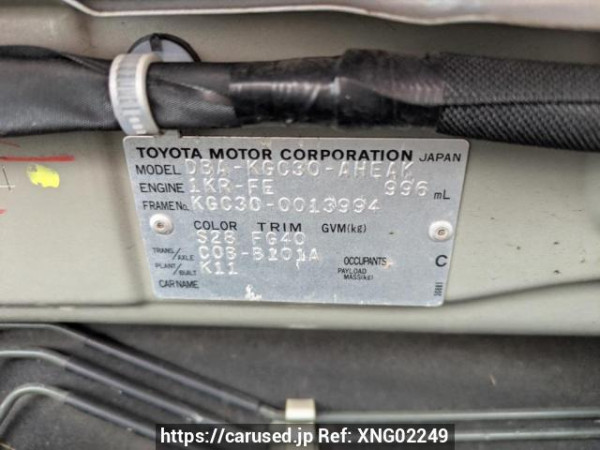 TOYOTA MOTOR CORPORATION JAPAN
MODEL DBA-KGC30-AHEAK
ENGINE 1KR-FE 996 mL
FRAME No. KGC30-0013994
COLOR TRIM GVM(kg)
S28 FG40
TRANS/AXLE C0B-B101A OCCUPANTS C
PLANT/BUILT K11 PAYLOAD MASS(kg)
CAR NAME
https://carused.jp Ref: XNG02249